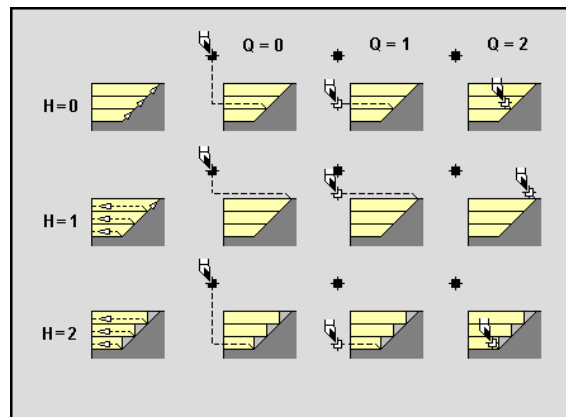 Q = 0 Q = 1 Q = 2
H=0
H=1
H=2